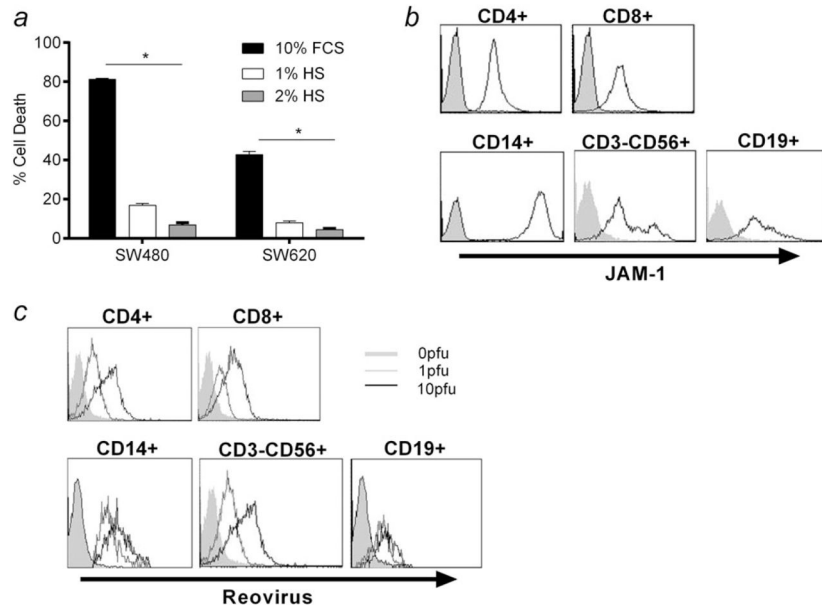 a
% Cell Death
100
80
60
40
20
0
SW480
SW620
*
*
10% FCS
1% HS
2% HS
b
CD4+
CD8+
CD14+
CD3-CD56+
CD19+
JAM-1
c
CD4+
CD8+
0pfu
1pfu
10pfu
CD14+
CD3-CD56+
CD19+
Reovirus